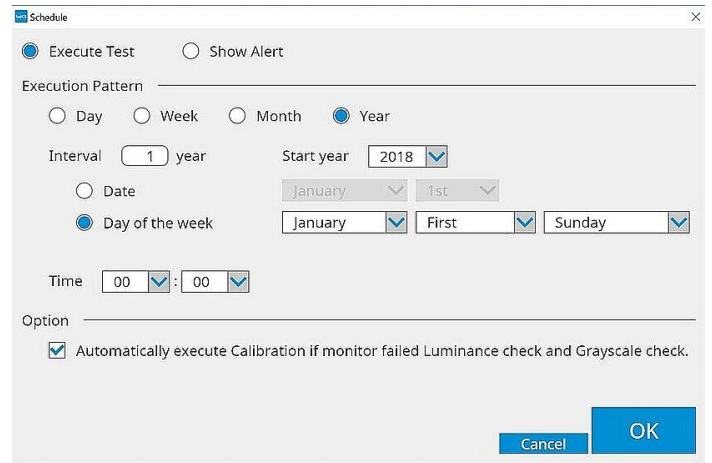 Schedule
Execute Test Show Alert
Execution Pattern
Day Week Month Year
Interval 1 year Start year 2018
Date January 1st
Day of the week January First Sunday
Time 00 : 00
Option
Automatically execute Calibration if monitor failed Luminance check and Grayscale check.
Cancel OK